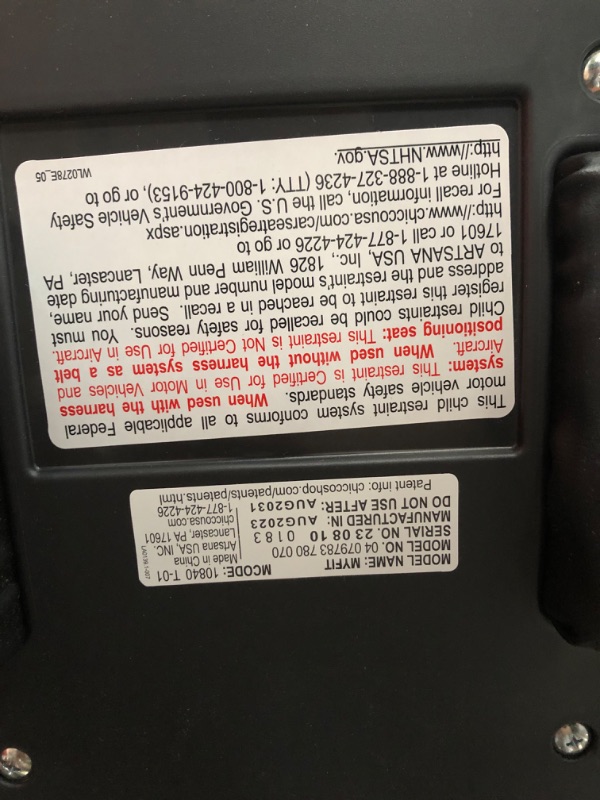 MODEL NAME: MYFIT
MODEL NO. 04 079783 780 070
SERIAL NO. 23 08 10 0183
MANUFACTURED IN: AUG2023
DO NOT USE AFTER: AUG2031
Patent info: chiccoshop.com/patents.html
MCODE: 10840 T-01
Made in China
Artsana USA, INC.
Lancaster, PA 17601
chiccousa.com
1-877-424-4226
This child restraint system conforms to all applicable Federal
motor vehicle safety standards. When used with the harness
system: This restraint is Certified for Use in Motor Vehicles and
Aircraft. When used without the harness system as a belt
positioning seat: This restraint is Not Certified for Use in Aircraft.
Child restraints could be recalled for safety reasons. You must
register this restraint to be reached in a recall. Send your name,
address and the restraint's model number and manufacturing date
to ARTSANA USA, Inc., 1826 William Penn Way, Lancaster, PA
17601 or call 1-877-424-4226 or go to
http://www.chiccousa.com/carseatregistration.aspx
For recall information, call the U.S. Government's Vehicle Safety
Hotline at 1-888-327-4236 (TTY: 1-800-424-9153), or go to
http://www.NHTSA.gov.
WL0278E_05